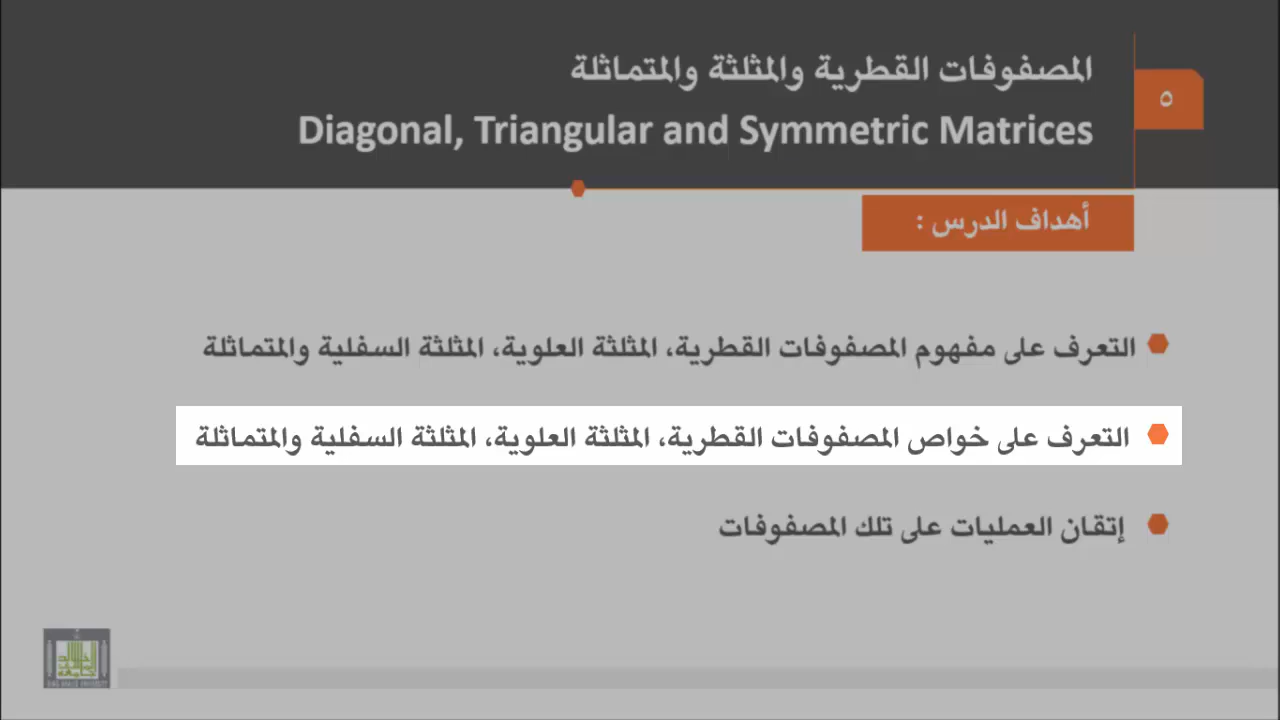 المصفوفات القطرية والمثلثة والمتماثلة
٥
Diagonal, Triangular and Symmetric Matrices
أهداف الدرس :
التعرف على مفهوم المصفوفات القطرية، المثلثة العلوية، المثلثة السفلية والمتماثلة
التعرف على خواص المصفوفات القطرية، المثلثة العلوية، المثلثة السفلية والمتماثلة
إتقان العمليات على تلك المصفوفات